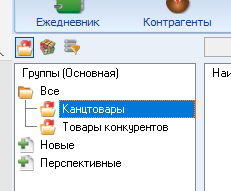 Ежедневник Контрагенты
Группы (Основная) Наи
Все
Канцтовары
Товары конкурентов
Новые
Перспективные